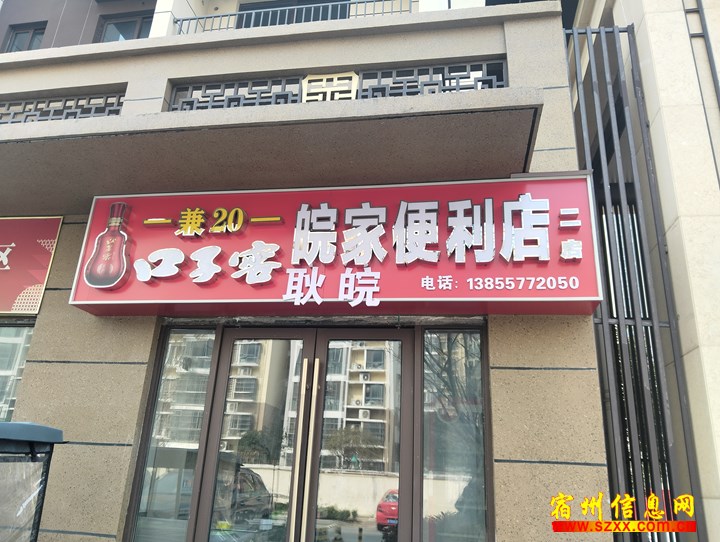 一兼20一
口子窖
皖家便利店
二店
耿皖
电话：13855772050
区
宿州信息网
www.szxx.com.cn